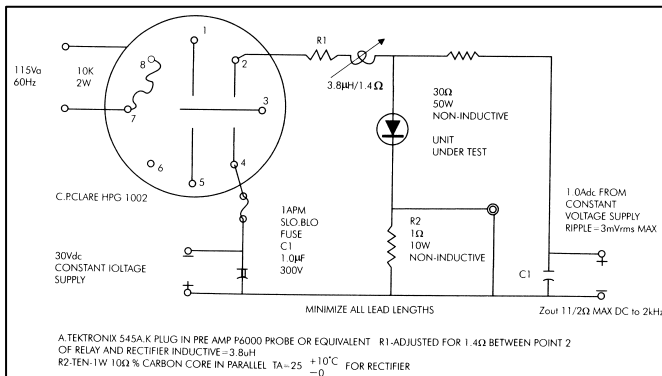 1
R1
115Va
60Hz
10K
2W
8
2
3.8µH/1.4Ω
30Ω
50W
NON-INDUCTIVE
7
3
UNIT
UNDER TEST
6
4
5
C.P.CLARE HPG 1002
1APM
SLO.BLO
FUSE
C1
1.0µF
300V
R2
1Ω
10W
NON-INDUCTIVE
1.0Adc FROM
CONSTANT
VOLTAGE SUPPLY
RIPPLE=3mVrms MAX
30Vdc
CONSTANT IOLTAGE
SUPPLY
−
+
C1
+
−
MINIMIZE ALL LEAD LENGTHS
Zout 11/2Ω MAX DC to 2kHz
A.TEKTRONIX 545A.K PLUG IN PRE AMP P6000 PROBE OR EQUIVALENT R1-ADJUSTED FOR 1.4Ω BETWEEN POINT 2
OF RELAY AND RECTIFIER INDUCTIVE=3.8uH
R2-TEN-1W 10Ω % CARBON CORE IN PARALLEL TA=25 +10°C −0 FOR RECTIFIER